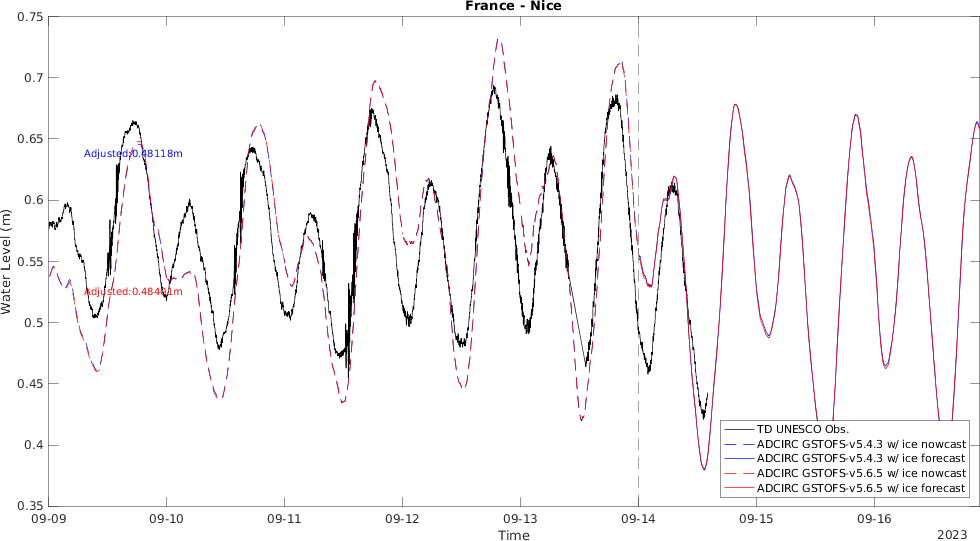 France - Nice
0.75
0.7
0.65
0.6
0.55
0.5
0.45
0.4
0.35
Water Level (m)
Adjusted:0.48118m
Adjusted:0.48401m
TD UNESCO Obs.
ADCIRC GSTOFS-v5.4.3 w/ ice nowcast
ADCIRC GSTOFS-v5.4.3 w/ ice forecast
ADCIRC GSTOFS-v5.6.5 w/ ice nowcast
ADCIRC GSTOFS-v5.6.5 w/ ice forecast
09-09 09-10 09-11 09-12 09-13 09-14 09-15 09-16
Time
2023